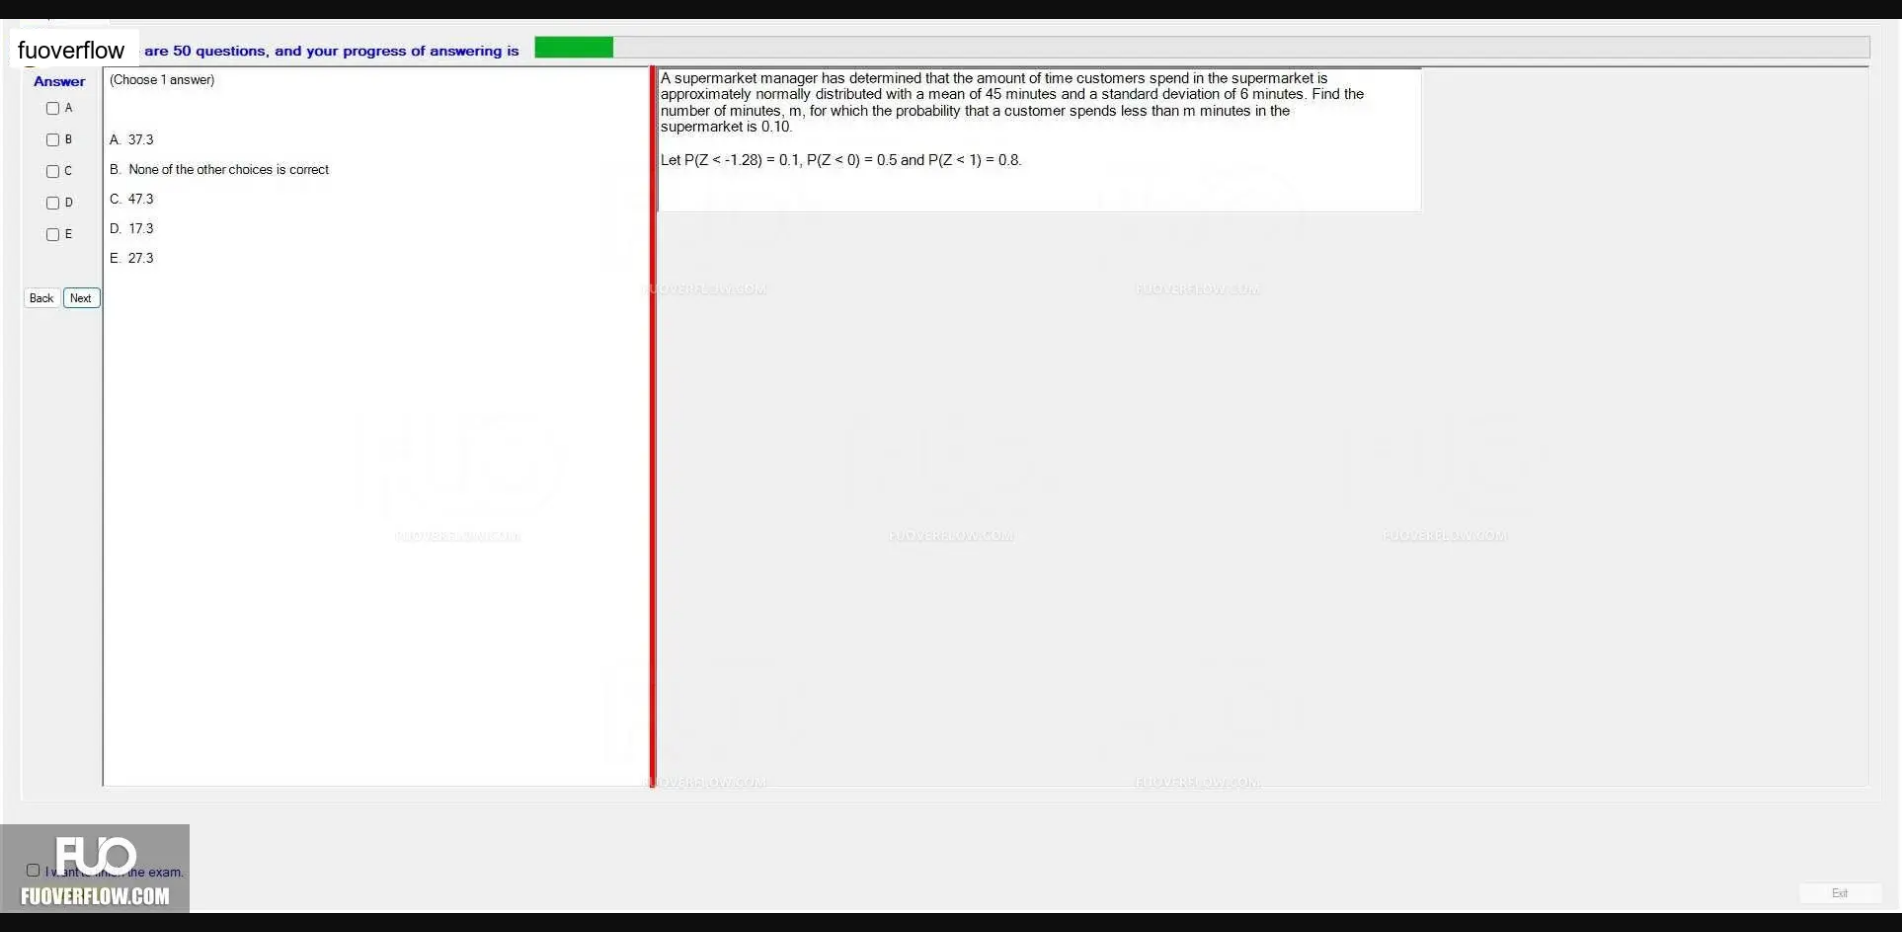 fuoverflow are 50 questions, and your progress of answering is
Answer
A
B
C
D
E
Back Next
(Choose 1 answer)
A. 37.3
B. None of the other choices is correct
C. 47.3
D. 17.3
E. 27.3
A supermarket manager has determined that the amount of time customers spend in the supermarket is
approximately normally distributed with a mean of 45 minutes and a standard deviation of 6 minutes. Find the
number of minutes, m, for which the probability that a customer spends less than m minutes in the
supermarket is 0.10.
Let P(Z < -1.28) = 0.1, P(Z < 0) = 0.5 and P(Z < 1) = 0.8.
FUOVERFLOW.COM
FUOVERFLOW.COM
FUOVERFLOW.COM
FUOVERFLOW.COM
FUOVERFLOW.COM
FUOVERFLOW.COM
FUOVERFLOW.COM
FUO
I want to finish the exam.
FUOVERFLOW.COM
Exit